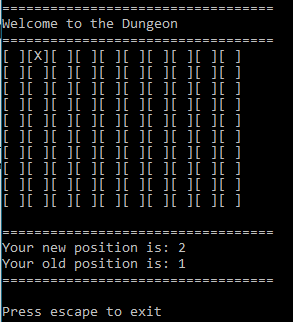 ==================================
Welcome to the Dungeon
==================================
[ ][X][ ][ ][ ][ ][ ][ ][ ][ ]
[ ][ ][ ][ ][ ][ ][ ][ ][ ][ ]
[ ][ ][ ][ ][ ][ ][ ][ ][ ][ ]
[ ][ ][ ][ ][ ][ ][ ][ ][ ][ ]
[ ][ ][ ][ ][ ][ ][ ][ ][ ][ ]
[ ][ ][ ][ ][ ][ ][ ][ ][ ][ ]
[ ][ ][ ][ ][ ][ ][ ][ ][ ][ ]
[ ][ ][ ][ ][ ][ ][ ][ ][ ][ ]
[ ][ ][ ][ ][ ][ ][ ][ ][ ][ ]
[ ][ ][ ][ ][ ][ ][ ][ ][ ][ ]
==================================
Your new position is: 2
Your old position is: 1
==================================
Press escape to exit